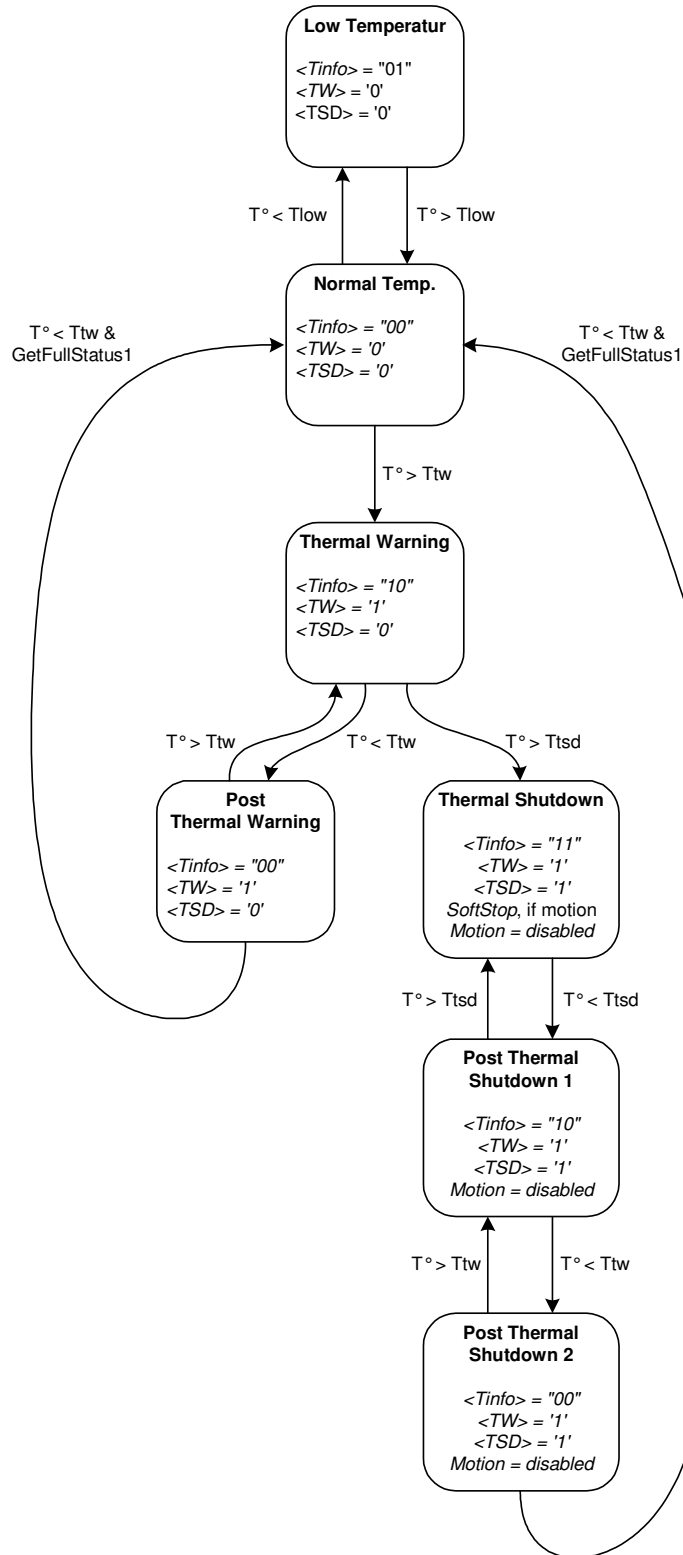 Low Temperatur
<Tinfo> = "01"
<TW> = '0'
<TSD> = '0'
T° < Tlow
T° > Tlow
Normal Temp.
<Tinfo> = "00"
<TW> = '0'
<TSD> = '0'
T° < Ttw &
GetFullStatus1
T° < Ttw &
GetFullStatus1
T° > Ttw
Thermal Warning
<Tinfo> = "10"
<TW> = '1'
<TSD> = '0'
T° > Ttw
T° < Ttw
T° > Ttsd
Post
Thermal Warning
<Tinfo> = "00"
<TW> = '1'
<TSD> = '0'
Thermal Shutdown
<Tinfo> = "11"
<TW> = '1'
<TSD> = '1'
SoftStop, if motion
Motion = disabled
T° > Ttsd
T° < Ttsd
Post Thermal
Shutdown 1
<Tinfo> = "10"
<TW> = '1'
<TSD> = '1'
Motion = disabled
T° > Ttw
T° < Ttw
Post Thermal
Shutdown 2
<Tinfo> = "00"
<TW> = '1'
<TSD> = '1'
Motion = disabled